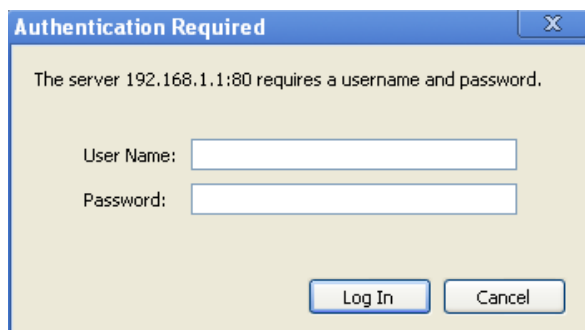 Authentication Required
The server 192.168.1.1:80 requires a username and password.
User Name:
Password:
Log In Cancel